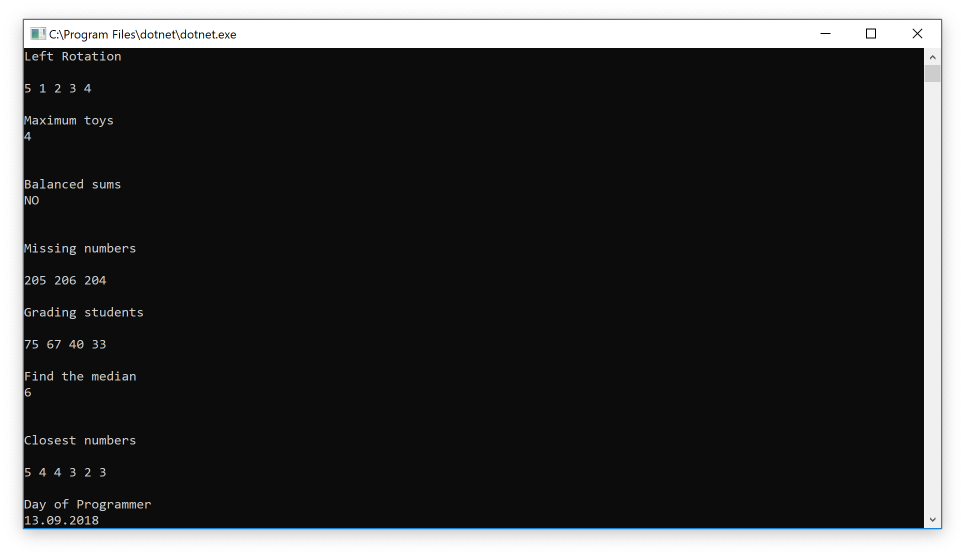 C:\Program Files\dotnet\dotnet.exe
Left Rotation
5 1 2 3 4
Maximum toys
4
Balanced sums
NO
Missing numbers
205 206 204
Grading students
75 67 40 33
Find the median
6
Closest numbers
5 4 4 3 2 3
Day of Programmer
13.09.2018